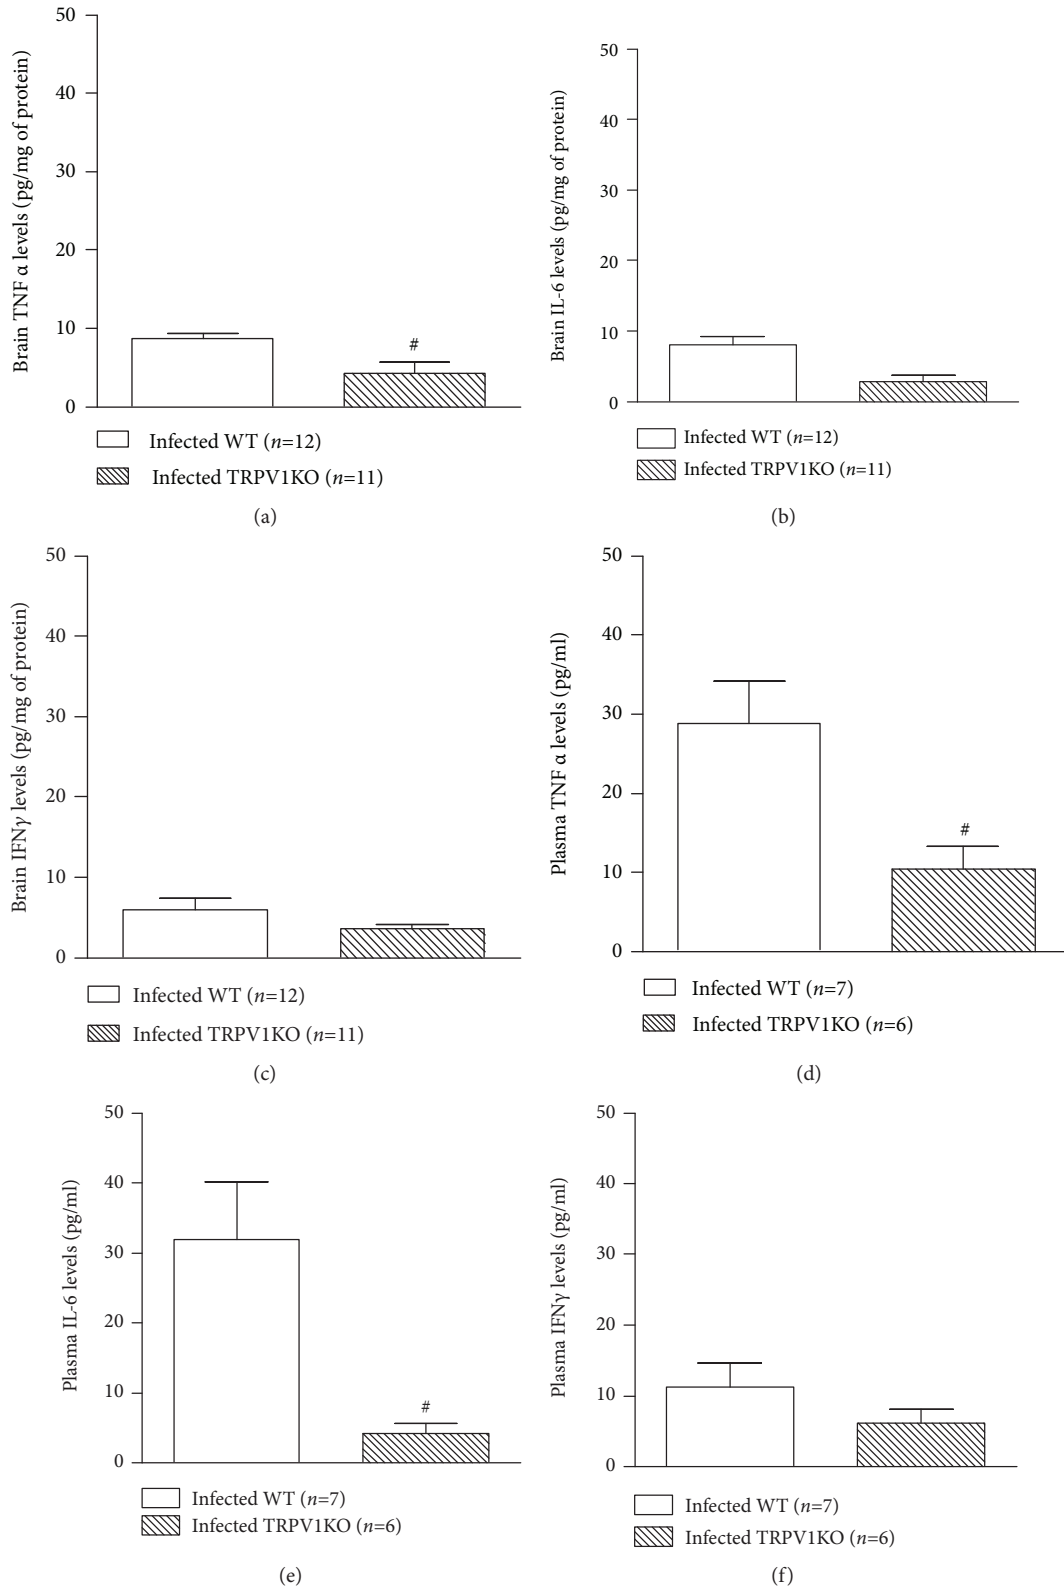 50
40
30
20
10
0
Brain TNF α levels (pg/mg of protein)
#
Infected WT (n=12)
Infected TRPV1KO (n=11)
(a)
50
40
30
20
10
0
Brain IL-6 levels (pg/mg of protein)
Infected WT (n=12)
Infected TRPV1KO (n=11)
(b)
50
40
30
20
10
0
Brain IFNγ levels (pg/mg of protein)
Infected WT (n=12)
Infected TRPV1KO (n=11)
(c)
50
40
30
20
10
0
Plasma TNF α levels (pg/ml)
#
Infected WT (n=7)
Infected TRPV1KO (n=6)
(d)
50
40
30
20
10
0
Plasma IL-6 levels (pg/ml)
#
Infected WT (n=7)
Infected TRPV1KO (n=6)
(e)
50
40
30
20
10
0
Plasma IFNγ levels (pg/ml)
Infected WT (n=7)
Infected TRPV1KO (n=6)
(f)